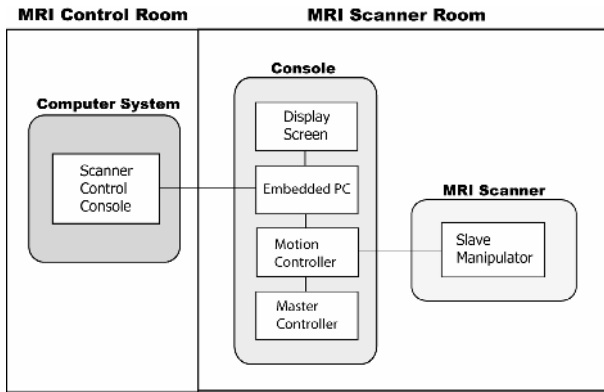 MRI Control Room
MRI Scanner Room
Computer System
Scanner
Control
Console
Console
Display
Screen
Embedded PC
Motion
Controller
Master
Controller
MRI Scanner
Slave
Manipulator